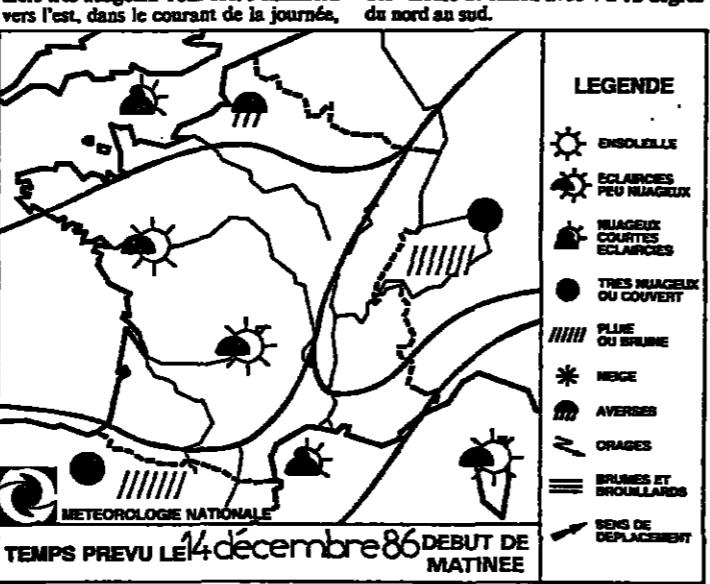 vers l'est, dans le courant de la journée,
du nord au sud.
LEGENDE
ENSOLEILLE
ECLAIRCIES
PEU NUAGEUX
NUAGEUX
COURTES
ECLAIRCIES
TRES NUAGEUX
OU COUVERT
PLUIE
OU BRUINE
NEIGE
AVERSES
ORAGES
BRUMES ET
BROUILLARDS
SENS DE
DEPLACEMENT
METEOROLOGIE NATIONALE
TEMPS PREVU LE 14 décembre 86 DEBUT DE
MATINEE